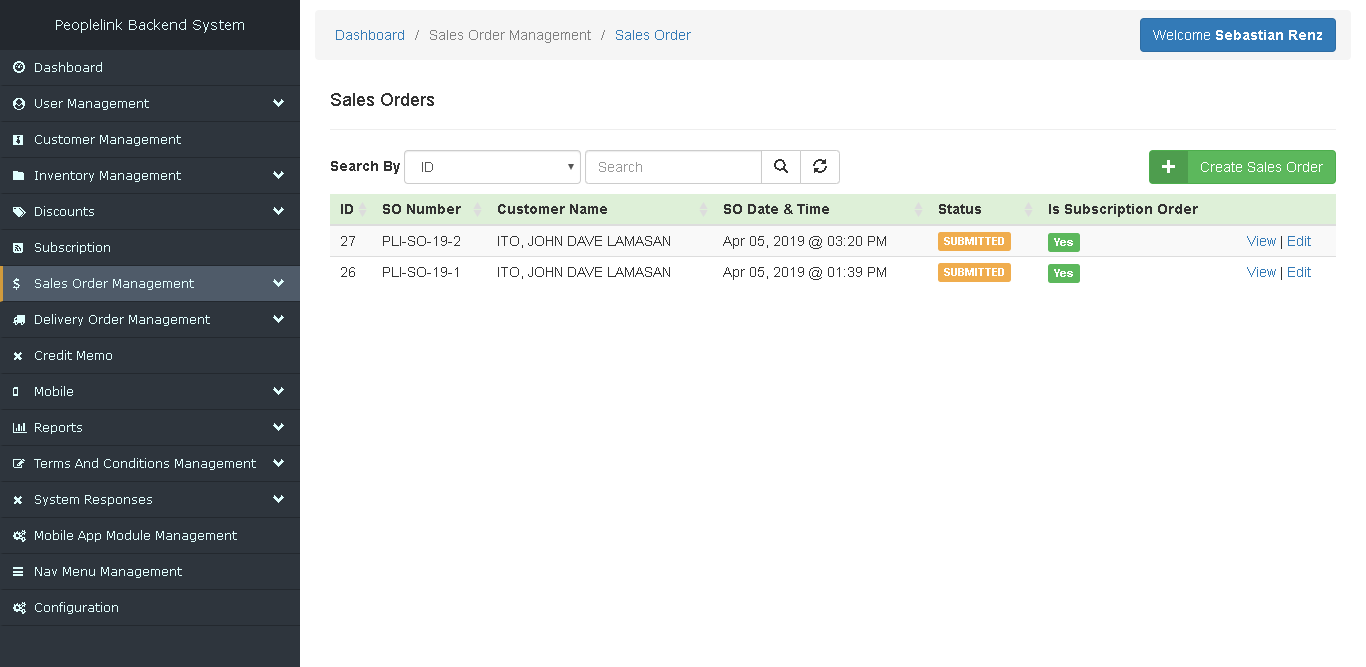 Peoplelink Backend System
Dashboard
User Management
Customer Management
Inventory Management
Discounts
Subscription
Sales Order Management
Delivery Order Management
Credit Memo
Mobile
Reports
Terms And Conditions Management
System Responses
Mobile App Module Management
Nav Menu Management
Configuration
Dashboard / Sales Order Management / Sales Order
Welcome Sebastian Renz
Sales Orders
Search By ID Search Create Sales Order
ID SO Number Customer Name SO Date & Time Status Is Subscription Order
27 PLI-SO-19-2 ITO, JOHN DAVE LAMASAN Apr 05, 2019 @ 03:20 PM SUBMITTED Yes View | Edit
26 PLI-SO-19-1 ITO, JOHN DAVE LAMASAN Apr 05, 2019 @ 01:39 PM SUBMITTED Yes View | Edit